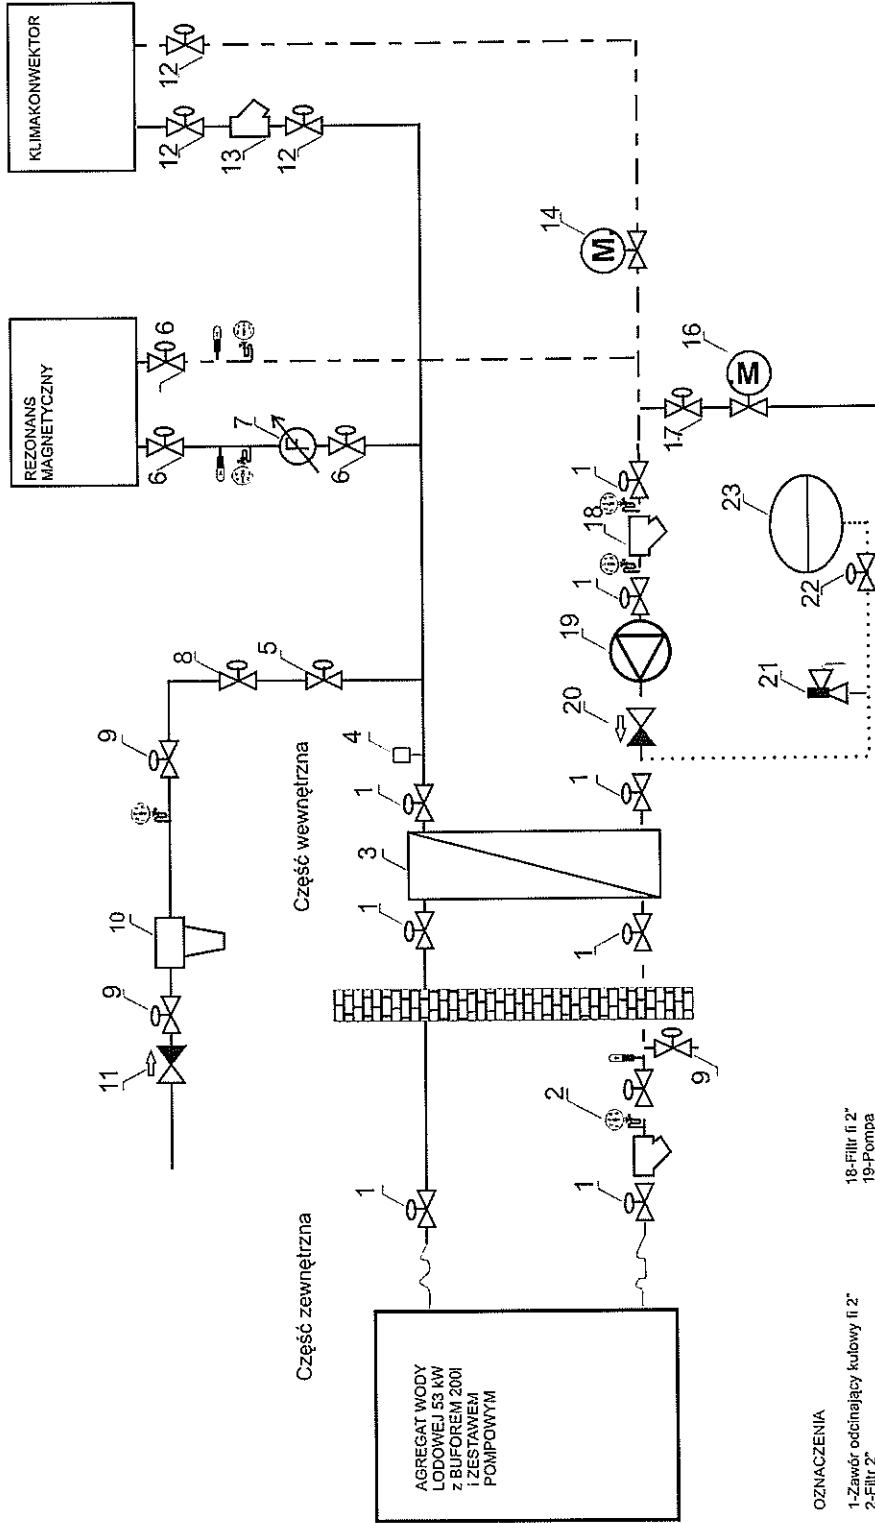 KLIMAKONWEKTOR
12
12
13
12
REZONANS
MAGNETYCZNY
6
6
7
6
14
M
16
M
17
8
5
9
10
9
11
Część wewnętrzna
4
1
3
1
1
18
1
19
20
1
1
21
22
23
Część zewnętrzna
1
2
1
9
AGREGAT WODY
LODOWEJ 53 kW
z BUFOREM 200l
i ZESTAWEM
POMPOWYM
OZNACZENIA
1-Zawór odcinający kulowy fi 2"
2-Filtr 2"
18-Filtr fi 2"
19-Pompa